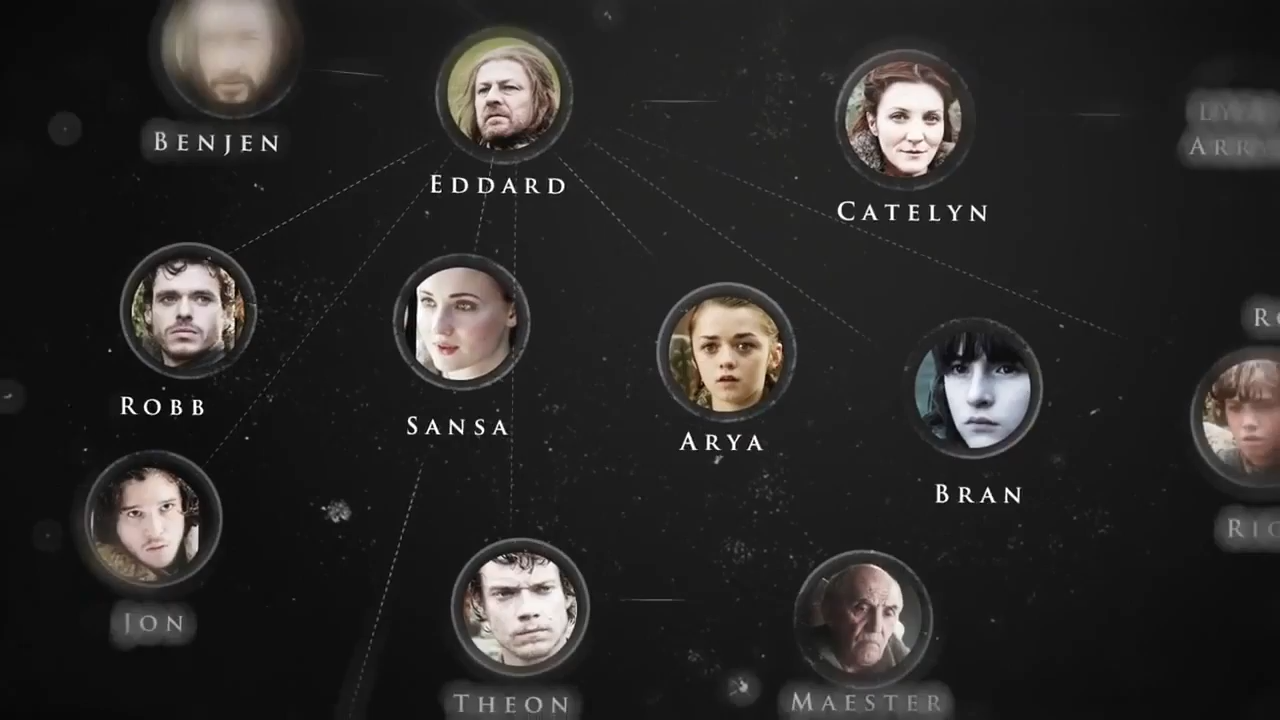 BENJEN
EDDARD
CATELYN
ROBB
SANSA
ARYA
BRAN
JON
THEON
MAESTER